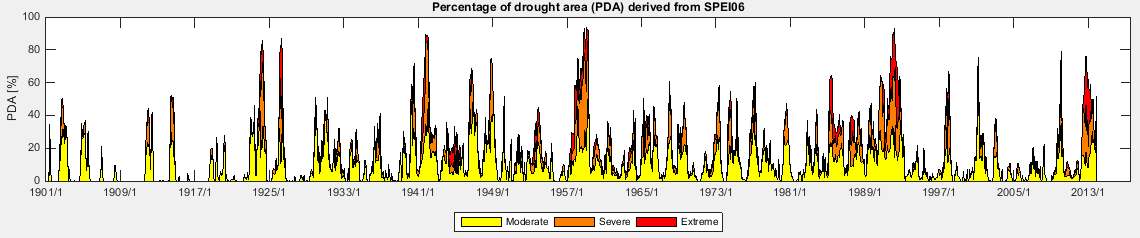 Percentage of drought area (PDA) derived from SPEI06
100
80
60
40
20
0
PDA [%]
1901/1 1909/1 1917/1 1925/1 1933/1 1941/1 1949/1 1957/1 1965/1 1973/1 1981/1 1989/1 1997/1 2005/1 2013/1
Moderate Severe Extreme